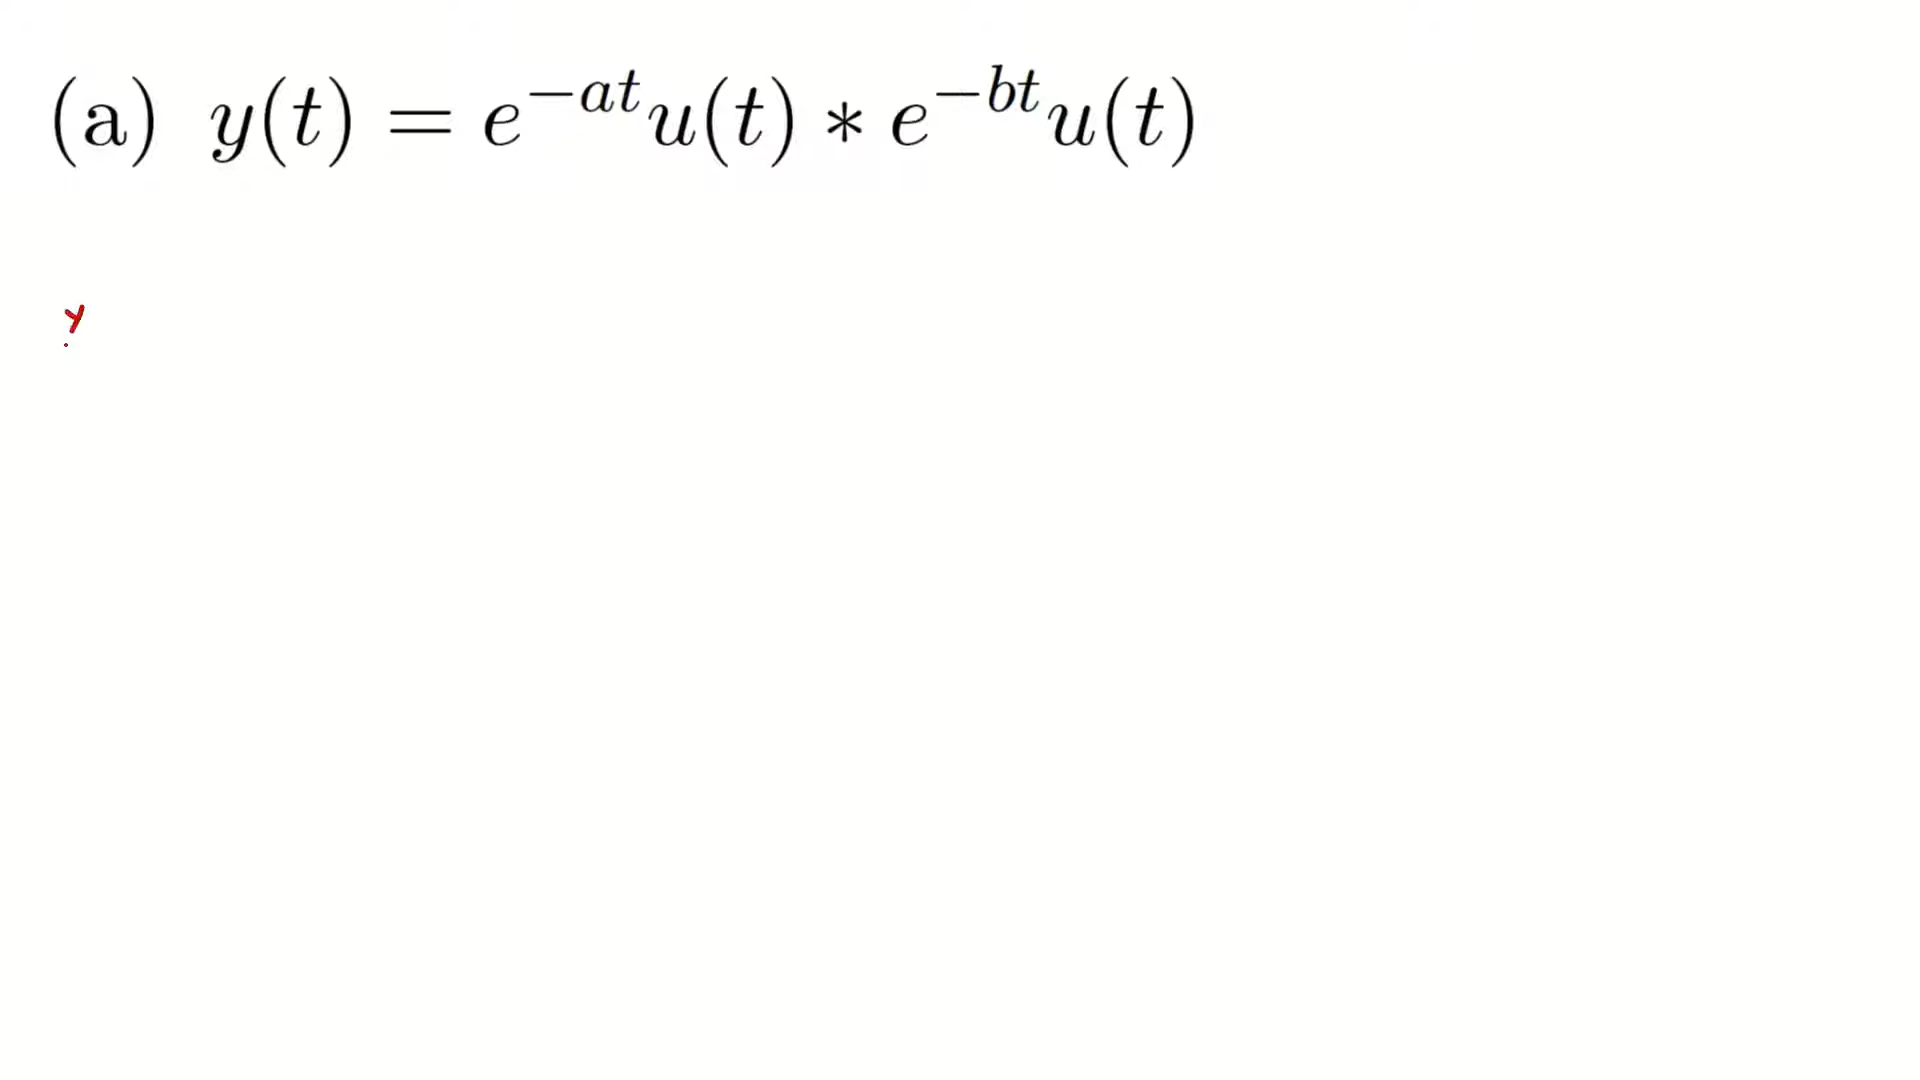 (a) y(t) = e^{-at}u(t) * e^{-bt}u(t)
y